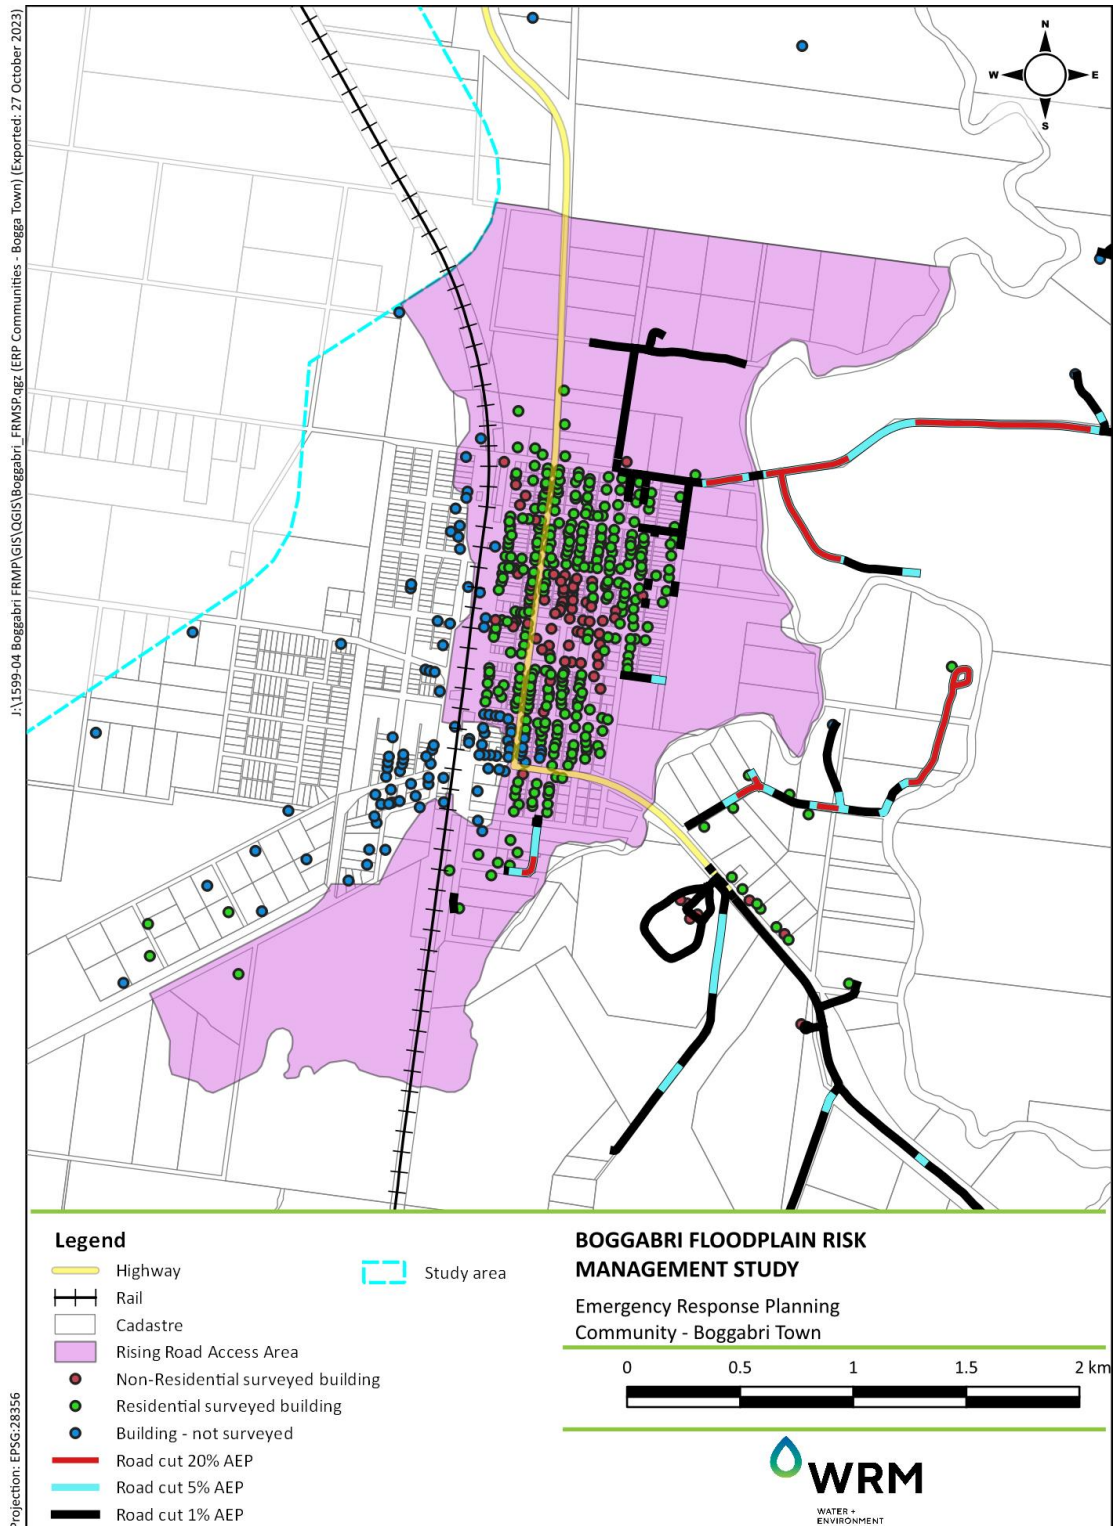 J:\1599-04 Boggabri FRMP\GIS\QGIS\Boggabri_FRMSP.qgz (ERP Communities - Bogga Town) (Exported: 27 October 2023)
N
W E
S
Legend
Highway
Study area
Rail
Cadastre
Rising Road Access Area
Non-Residential surveyed building
Residential surveyed building
Building - not surveyed
Road cut 20% AEP
Road cut 5% AEP
Road cut 1% AEP
BOGGABRI FLOODPLAIN RISK
MANAGEMENT STUDY
Emergency Response Planning
Community - Boggabri Town
0 0.5 1 1.5 2 km
WRM
WATER +
ENVIRONMENT
Projection: EPSG:28356